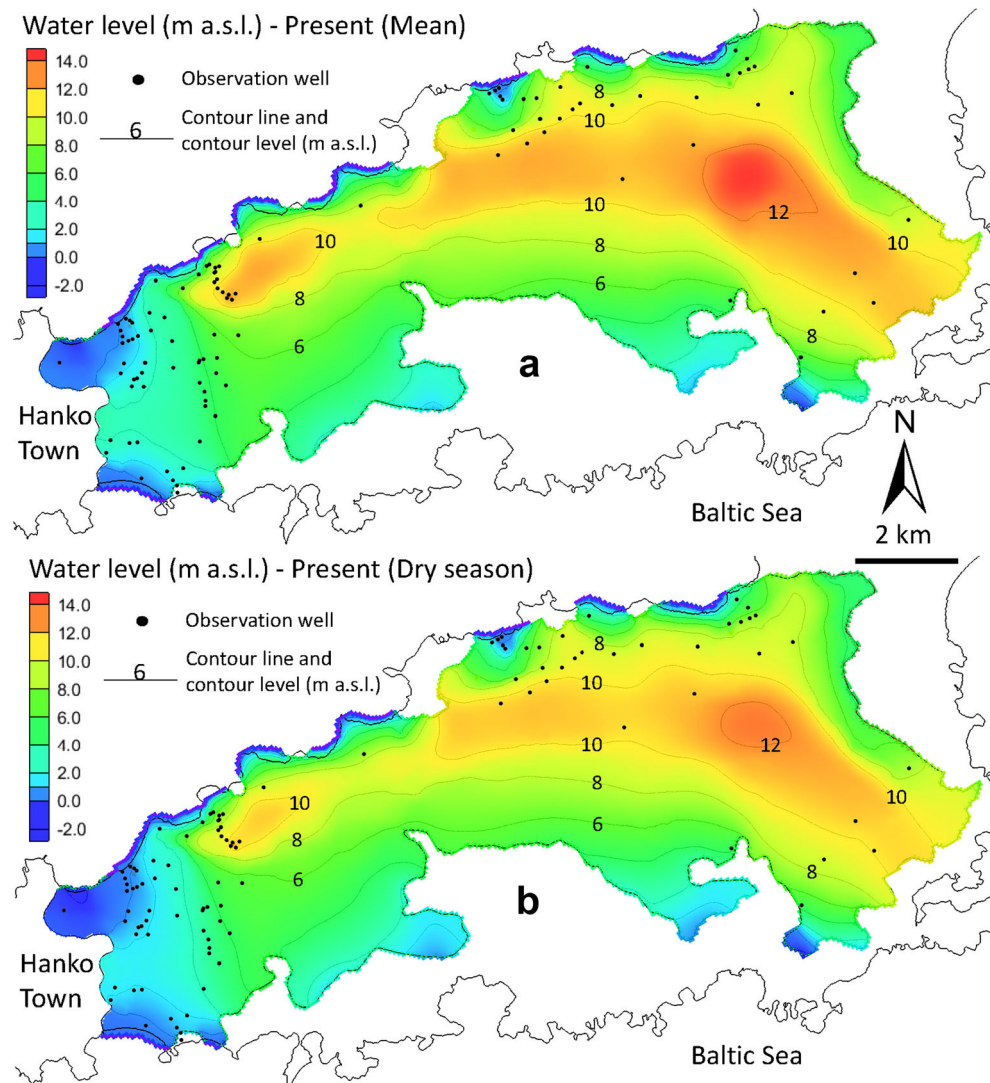 Water level (m a.s.l.) - Present (Mean)
14.0
12.0
10.0
8.0
6.0
4.0
2.0
0.0
-2.0
Observation well
6
Contour line and
contour level (m a.s.l.)
8
10
12
10
10
8
6
10
8
6
8
a
Hanko
Town
N
2 km
Baltic Sea
Water level (m a.s.l.) - Present (Dry season)
14.0
12.0
10.0
8.0
6.0
4.0
2.0
0.0
-2.0
Observation well
6
Contour line and
contour level (m a.s.l.)
8
10
12
10
10
8
6
10
8
6
8
b
Hanko
Town
Baltic Sea